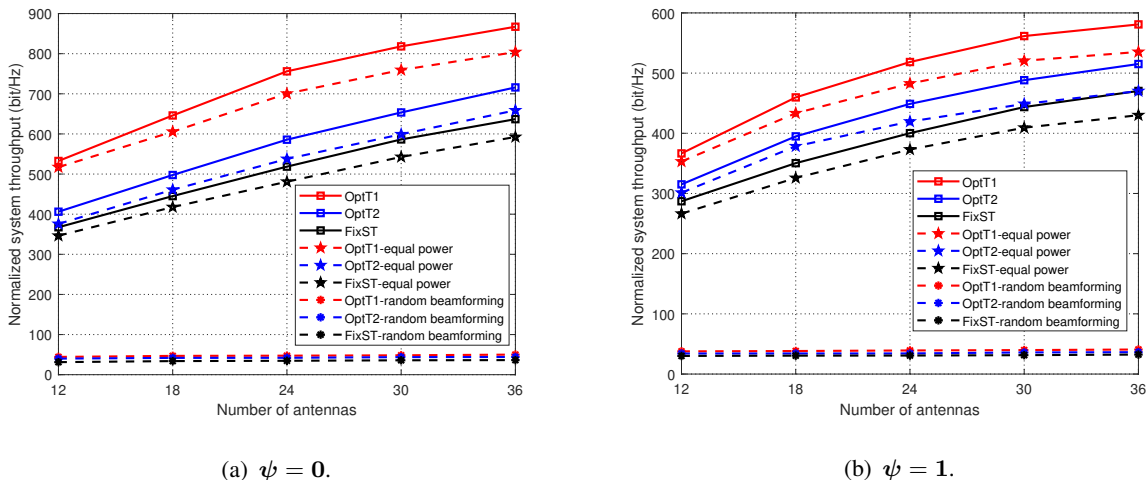 900
800
700
600
500
400
300
200
100
0
12 18 24 30 36
Number of antennas
Normalized system throughput (bit/Hz)
OptT1
OptT2
FixST
OptT1-equal power
OptT2-equal power
FixST-equal power
OptT1-random beamforming
OptT2-random beamforming
FixST-random beamforming
(a) ψ = 0.
600
500
400
300
200
100
0
12 18 24 30 36
Number of antennas
Normalized system throughput (bit/Hz)
OptT1
OptT2
FixST
OptT1-equal power
OptT2-equal power
FixST-equal power
OptT1-random beamforming
OptT2-random beamforming
FixST-random beamforming
(b) ψ = 1.